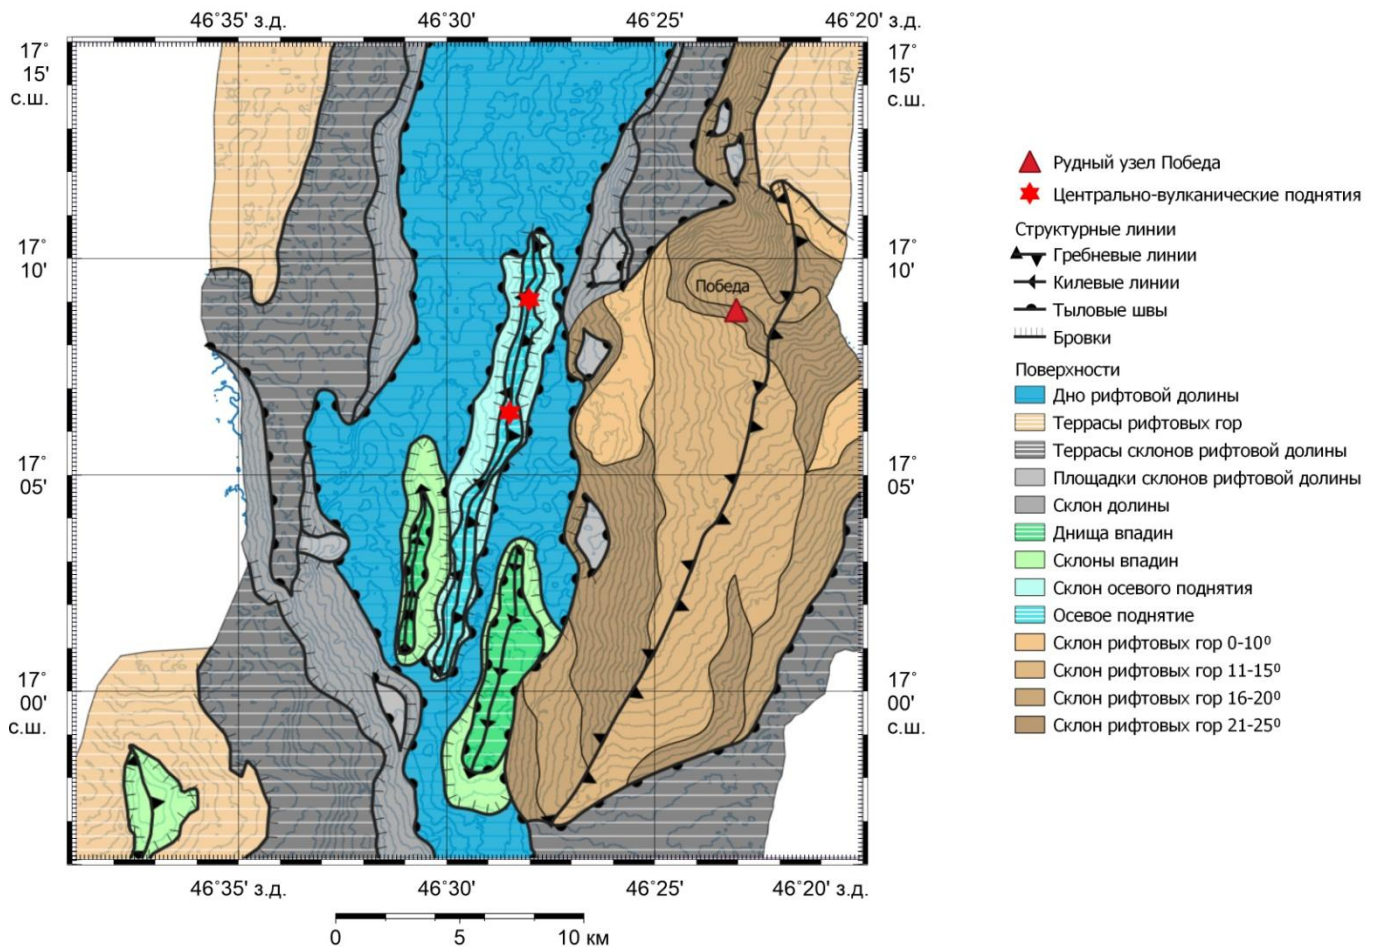 46°35' з.д.
46°30'
46°25'
46°20' з.д.
17°
15'
с.ш.
17°
15'
с.ш.
17°
10'
17°
10'
Победа
17°
05'
17°
05'
17°
00'
с.ш.
17°
00'
с.ш.
46°35' з.д.
46°30'
46°25'
46°20' з.д.
0
5
10 км
Рудный узел Победа
Центрально-вулканические поднятия
Структурные линии
Гребневые линии
Килевые линии
Тыловые швы
Бровки
Поверхности
Дно рифтовой долины
Террасы рифтовых гор
Террасы склонов рифтовой долины
Площадки склонов рифтовой долины
Склон долины
Днища впадин
Склоны впадин
Склон осевого поднятия
Осевое поднятие
Склон рифтовых гор 0-10⁰
Склон рифтовых гор 11-15⁰
Склон рифтовых гор 16-20⁰
Склон рифтовых гор 21-25⁰